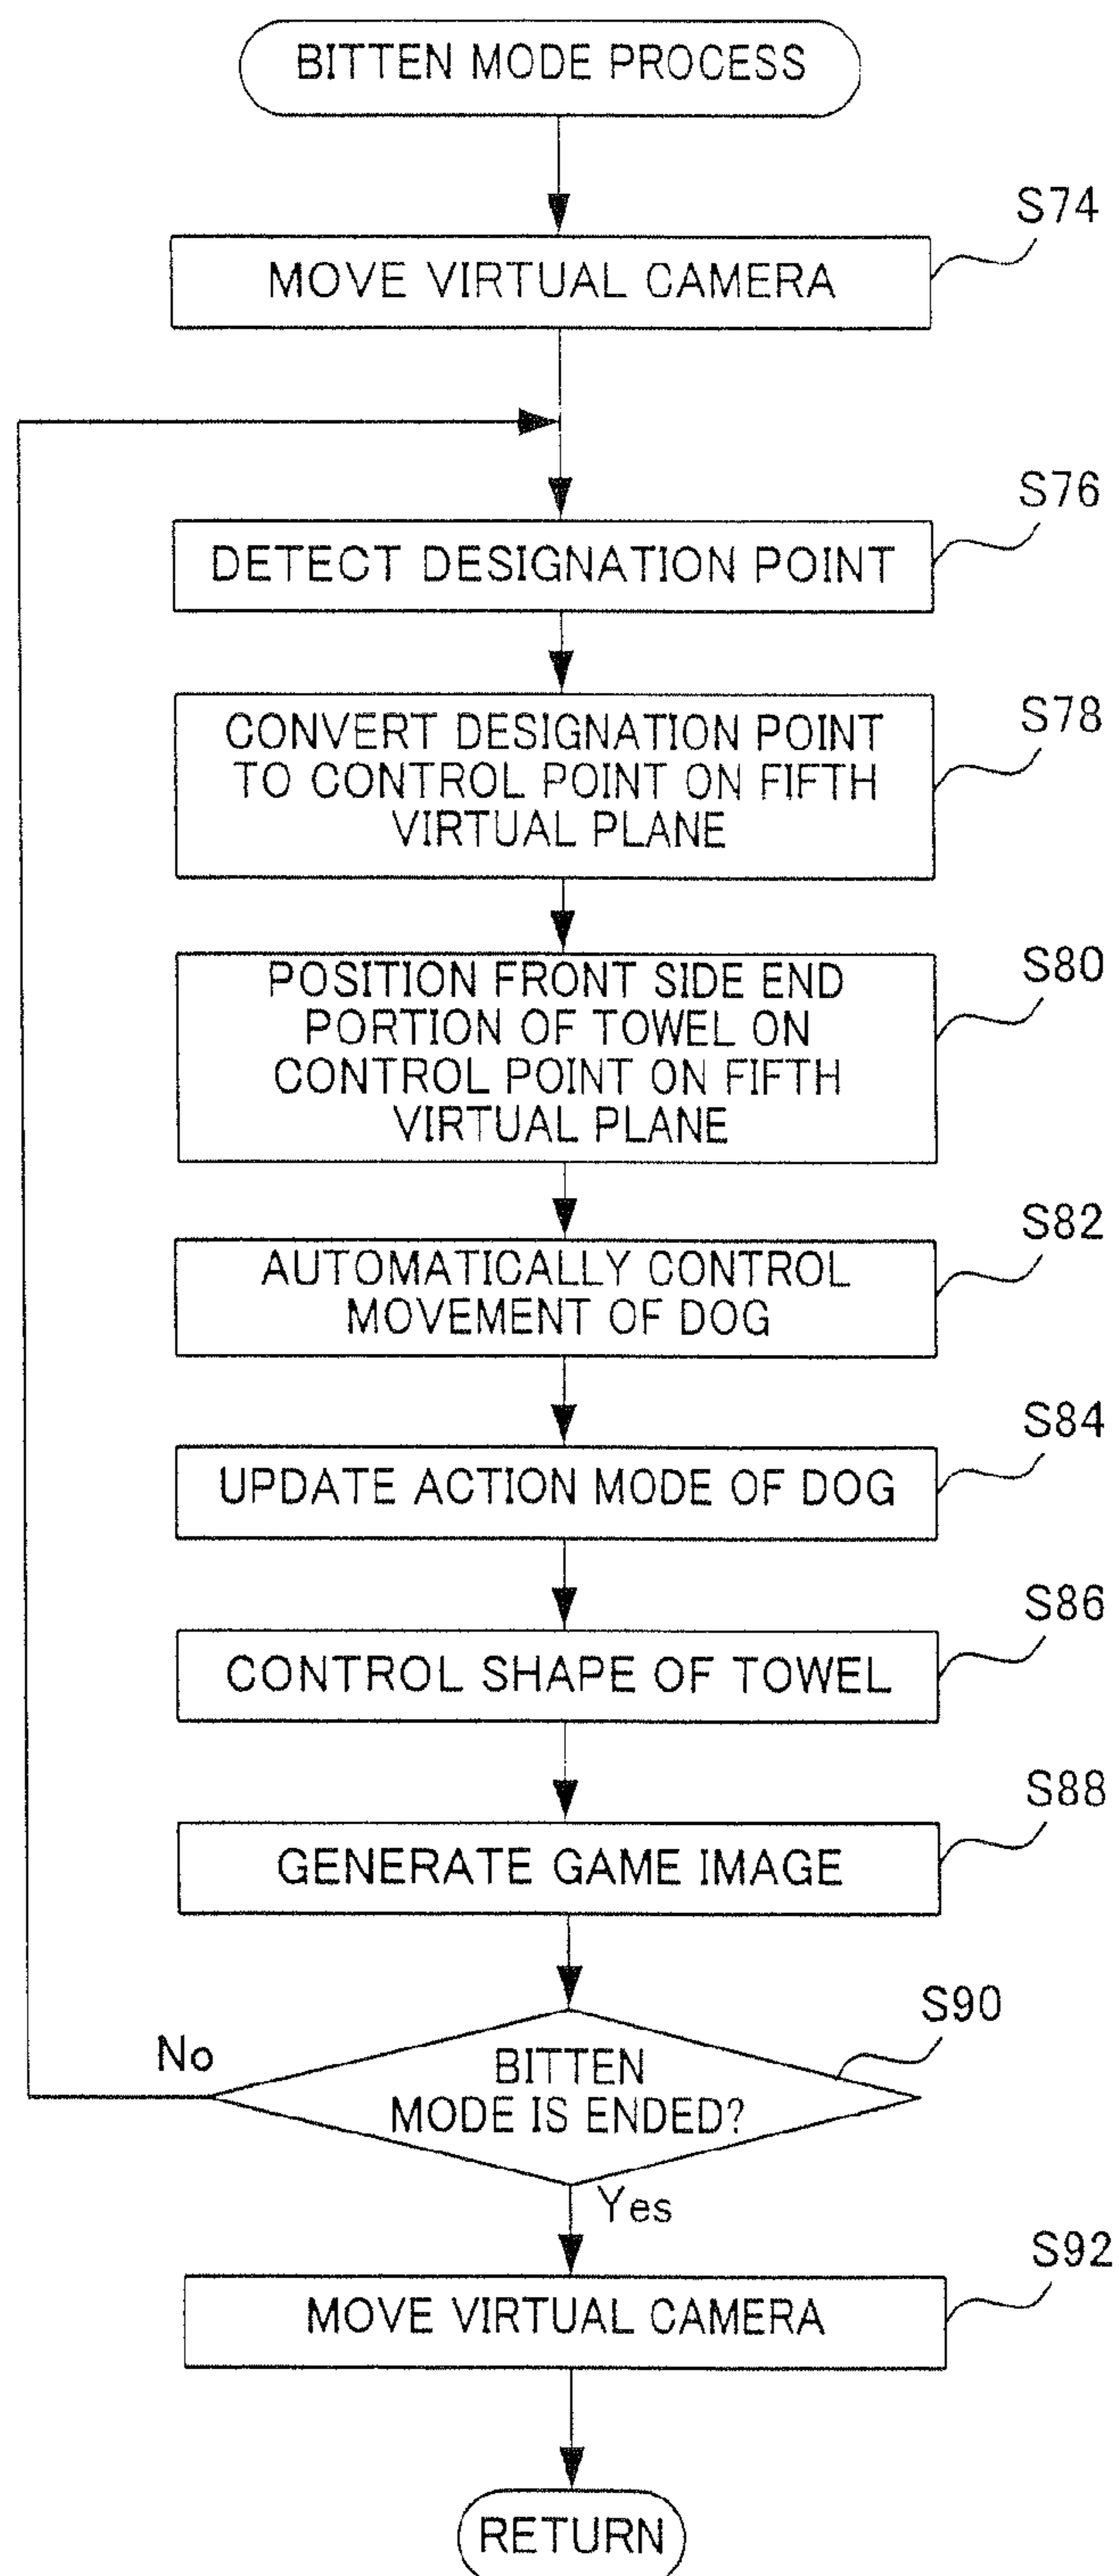 BITTEN MODE PROCESS
S74
MOVE VIRTUAL CAMERA
S76
DETECT DESIGNATION POINT
S78
CONVERT DESIGNATION POINT
TO CONTROL POINT ON FIFTH
VIRTUAL PLANE
S80
POSITION FRONT SIDE END
PORTION OF TOWEL ON
CONTROL POINT ON FIFTH
VIRTUAL PLANE
S82
AUTOMATICALLY CONTROL
MOVEMENT OF DOG
S84
UPDATE ACTION MODE OF DOG
S86
CONTROL SHAPE OF TOWEL
S88
GENERATE GAME IMAGE
S90
No
BITTEN
MODE IS ENDED?
Yes
S92
MOVE VIRTUAL CAMERA
RETURN